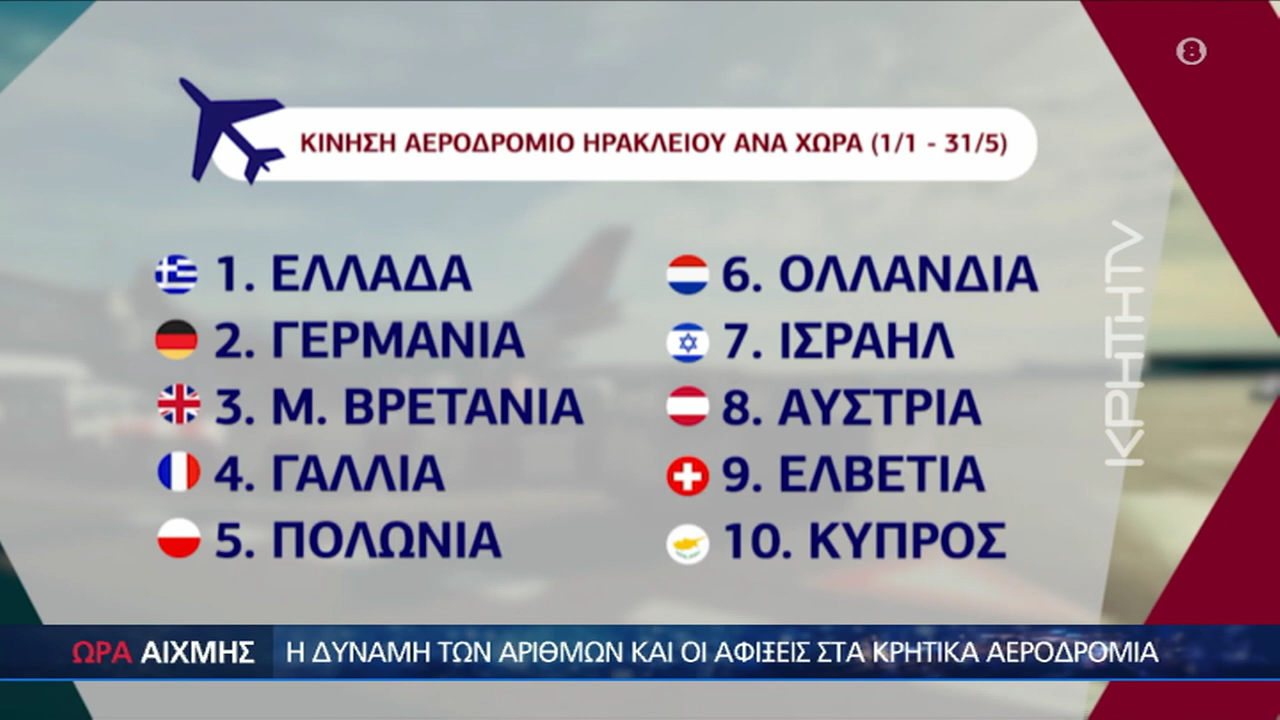 8
ΚΙΝΗΣΗ ΑΕΡΟΔΡΟΜΙΟ ΗΡΑΚΛΕΙΟΥ ΑΝΑ ΧΩΡΑ (1/1 - 31/5)
1. ΕΛΛΑΔΑ
2. ΓΕΡΜΑΝΙΑ
3. Μ. ΒΡΕΤΑΝΙΑ
4. ΓΑΛΛΙΑ
5. ΠΟΛΩΝΙΑ
6. ΟΛΛΑΝΔΙΑ
7. ΙΣΡΑΗΛ
8. ΑΥΣΤΡΙΑ
9. ΕΛΒΕΤΙΑ
10. ΚΥΠΡΟΣ
ΚΡΗΤΗTV
ΩΡΑ ΑΙΧΜΗΣ Η ΔΥΝΑΜΗ ΤΩΝ ΑΡΙΘΜΩΝ ΚΑΙ ΟΙ ΑΦΙΞΕΙΣ ΣΤΑ ΚΡΗΤΙΚΑ ΑΕΡΟΔΡΟΜΙΑ